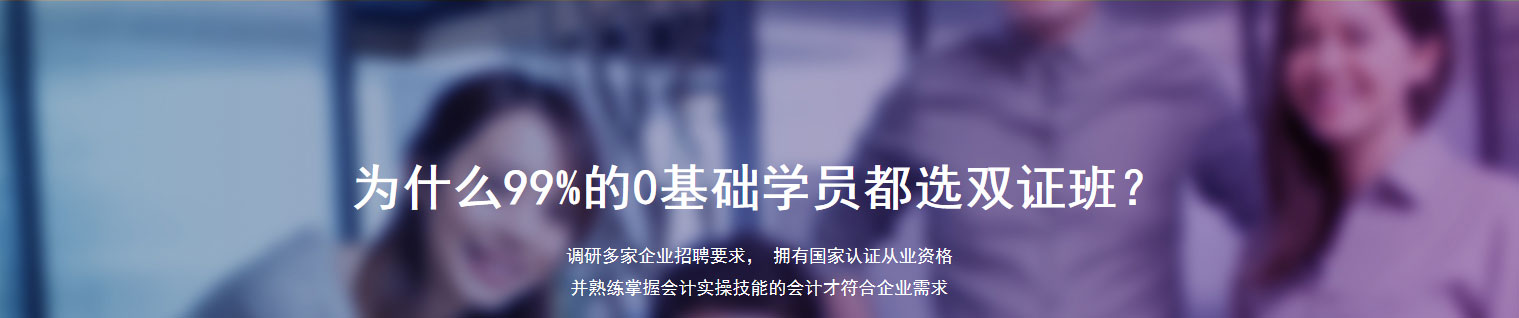 为什么99%的0基础学员都选双证班？
调研多家企业招聘要求， 拥有国家认证从业资格
并熟练掌握会计实操技能的会计才符合企业需求